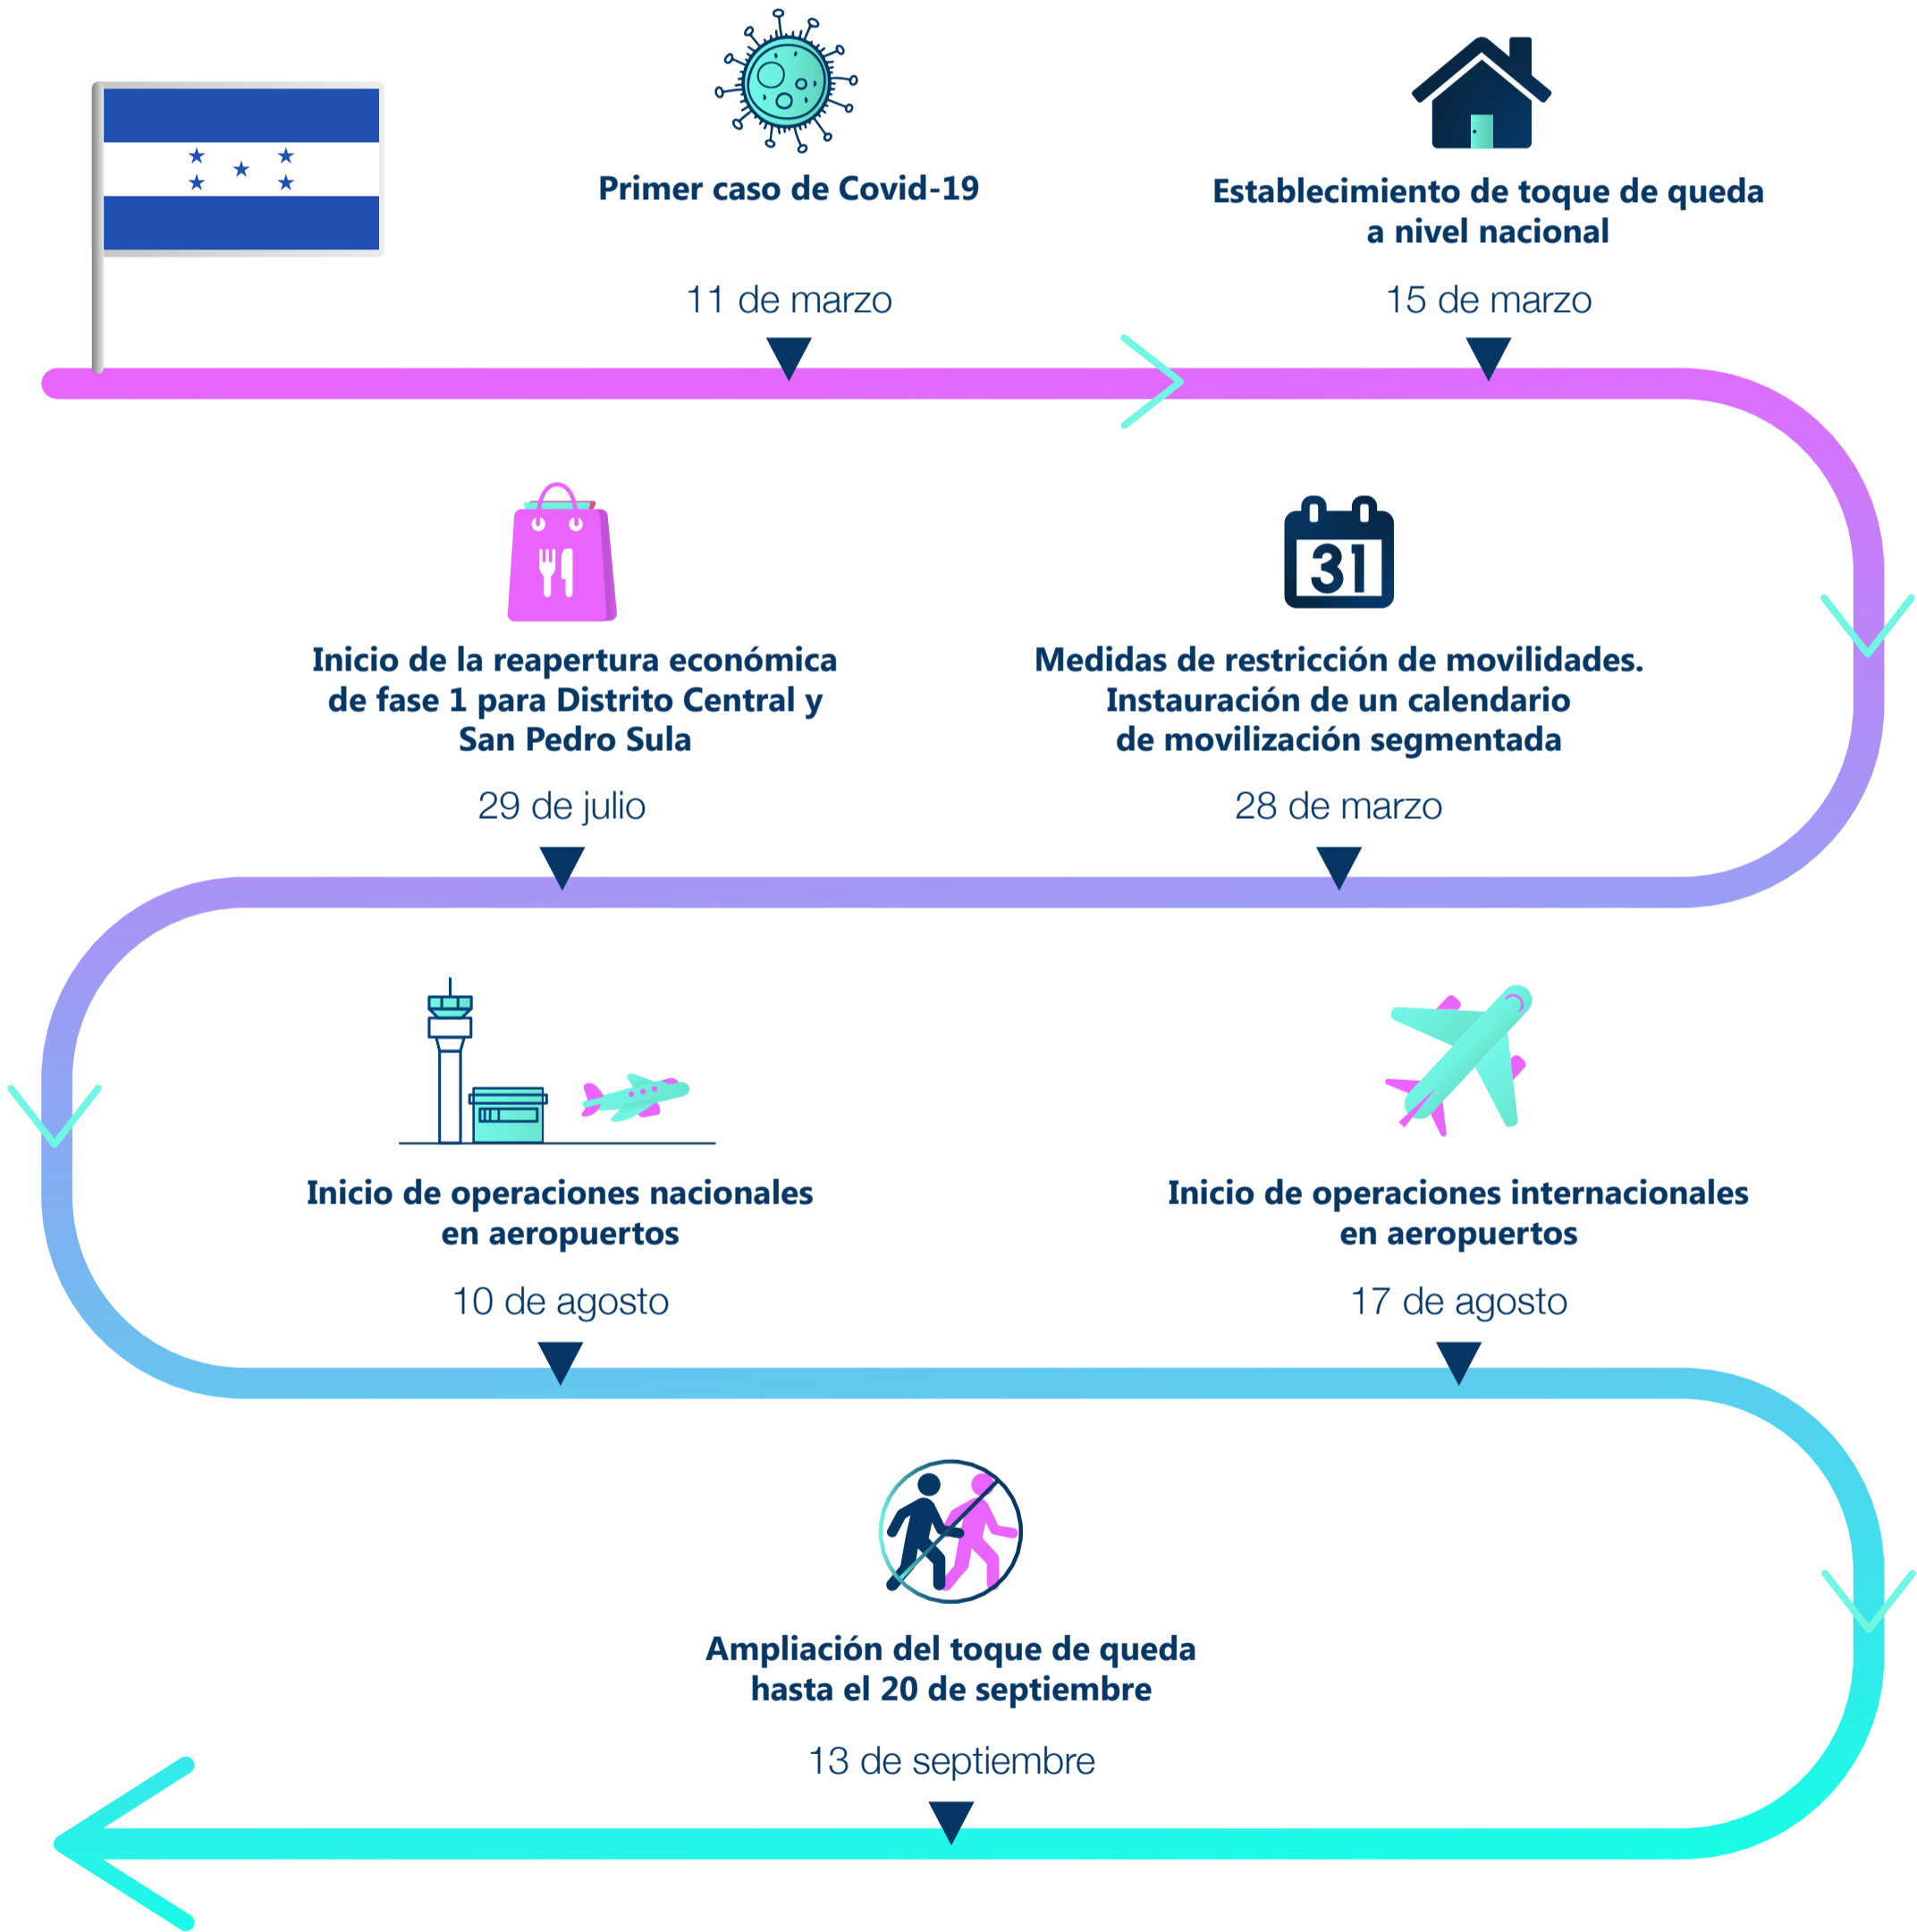 Primer caso de Covid-19
11 de marzo
Establecimiento de toque de queda
a nivel nacional
15 de marzo
31
Medidas de restricción de movilidades.
Instauración de un calendario
de movilización segmentada
28 de marzo
Inicio de la reapertura económica
de fase 1 para Distrito Central y
San Pedro Sula
29 de julio
Inicio de operaciones nacionales
en aeropuertos
10 de agosto
Inicio de operaciones internacionales
en aeropuertos
17 de agosto
Ampliación del toque de queda
hasta el 20 de septiembre
13 de septiembre